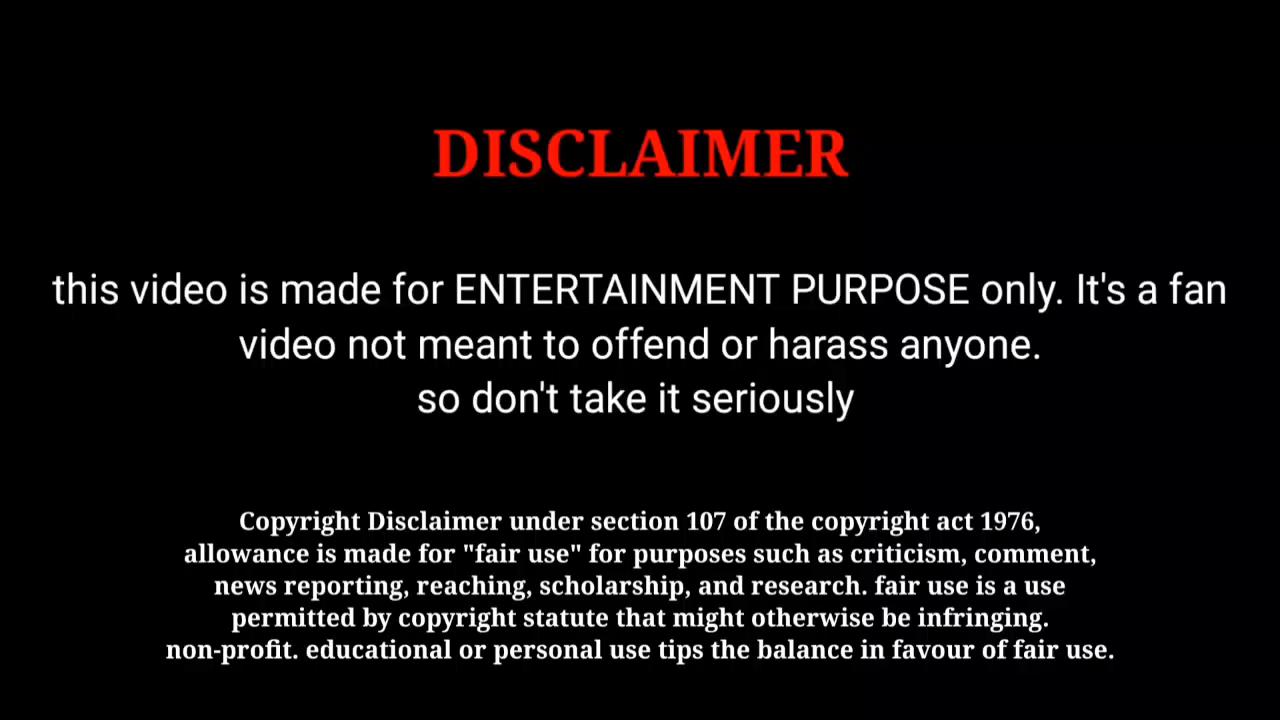 DISCLAIMER
this video is made for ENTERTAINMENT PURPOSE only. It's a fan
video not meant to offend or harass anyone.
so don't take it seriously
Copyright Disclaimer under section 107 of the copyright act 1976,
allowance is made for "fair use" for purposes such as criticism, comment,
news reporting, reaching, scholarship, and research. fair use is a use
permitted by copyright statute that might otherwise be infringing.
non-profit. educational or personal use tips the balance in favour of fair use.